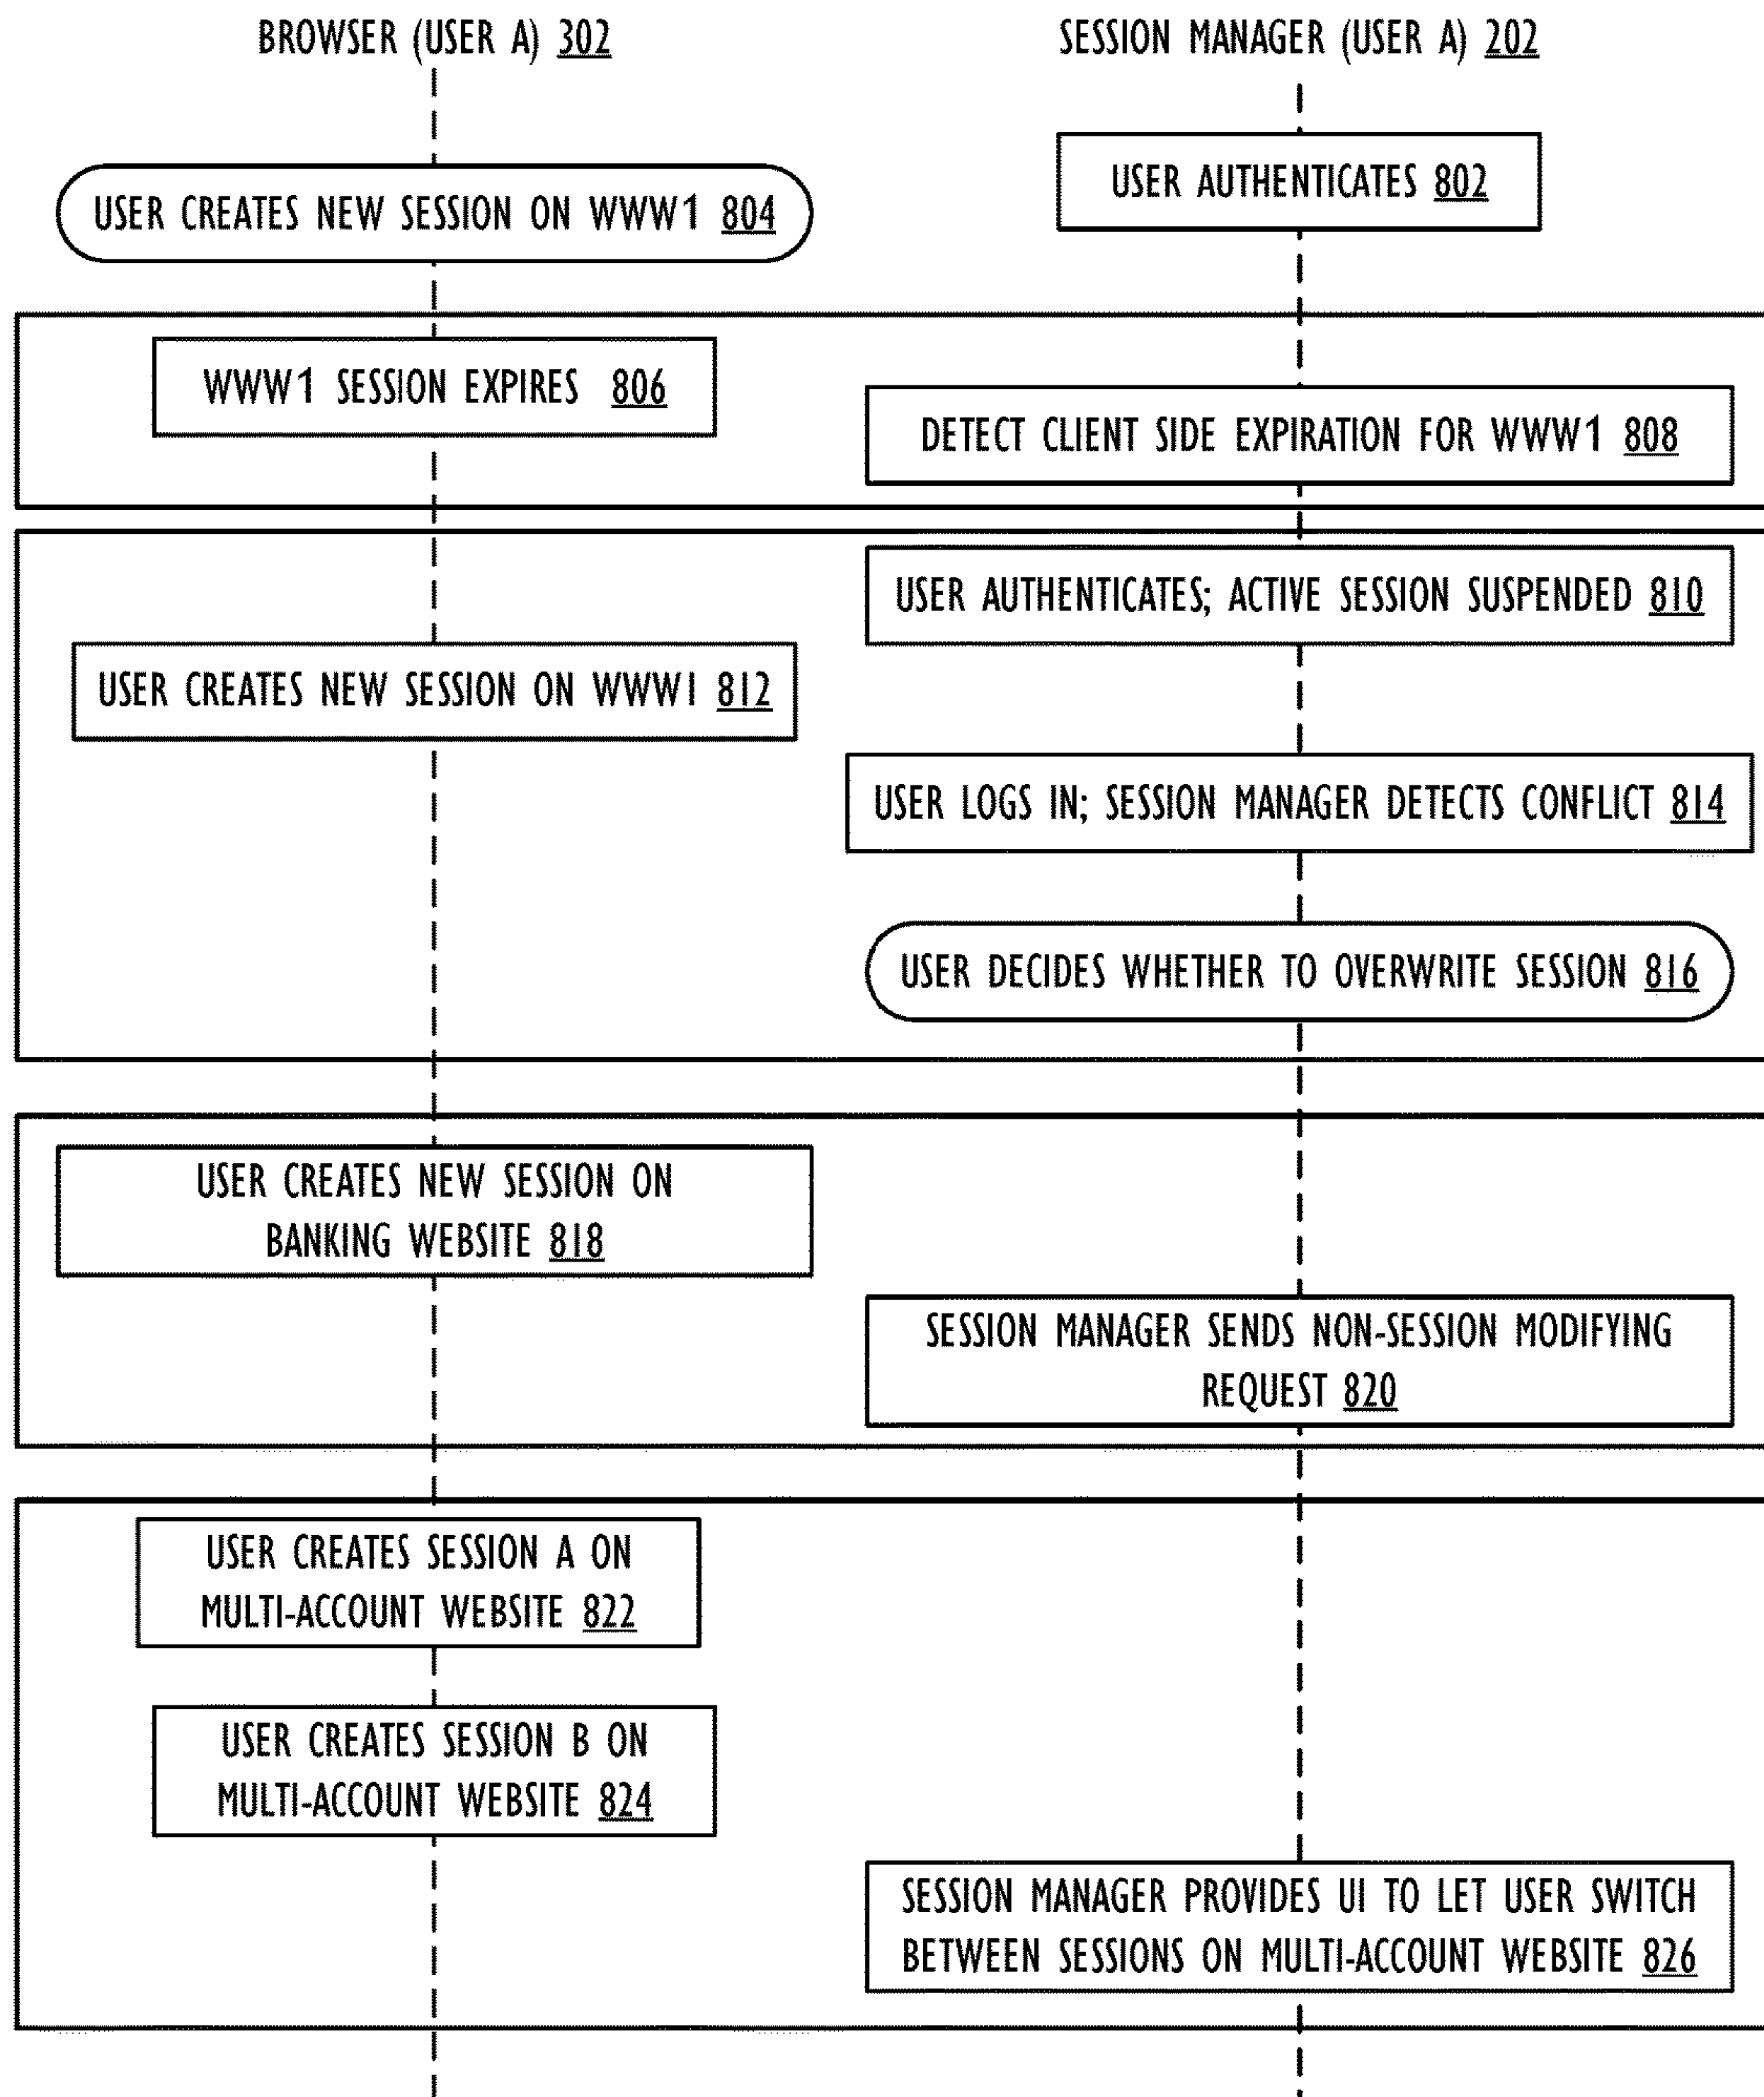 BROWSER (USER A) 302
SESSION MANAGER (USER A) 202
USER AUTHENTICATES 802
USER CREATES NEW SESSION ON WWW1 804
WWW1 SESSION EXPIRES 806
DETECT CLIENT SIDE EXPIRATION FOR WWW1 808
USER AUTHENTICATES; ACTIVE SESSION SUSPENDED 810
USER CREATES NEW SESSION ON WWW1 812
USER LOGS IN; SESSION MANAGER DETECTS CONFLICT 814
USER DECIDES WHETHER TO OVERWRITE SESSION 816
USER CREATES NEW SESSION ON
BANKING WEBSITE 818
SESSION MANAGER SENDS NON-SESSION MODIFYING
REQUEST 820
USER CREATES SESSION A ON
MULTI-ACCOUNT WEBSITE 822
USER CREATES SESSION B ON
MULTI-ACCOUNT WEBSITE 824
SESSION MANAGER PROVIDES UI TO LET USER SWITCH
BETWEEN SESSIONS ON MULTI-ACCOUNT WEBSITE 826